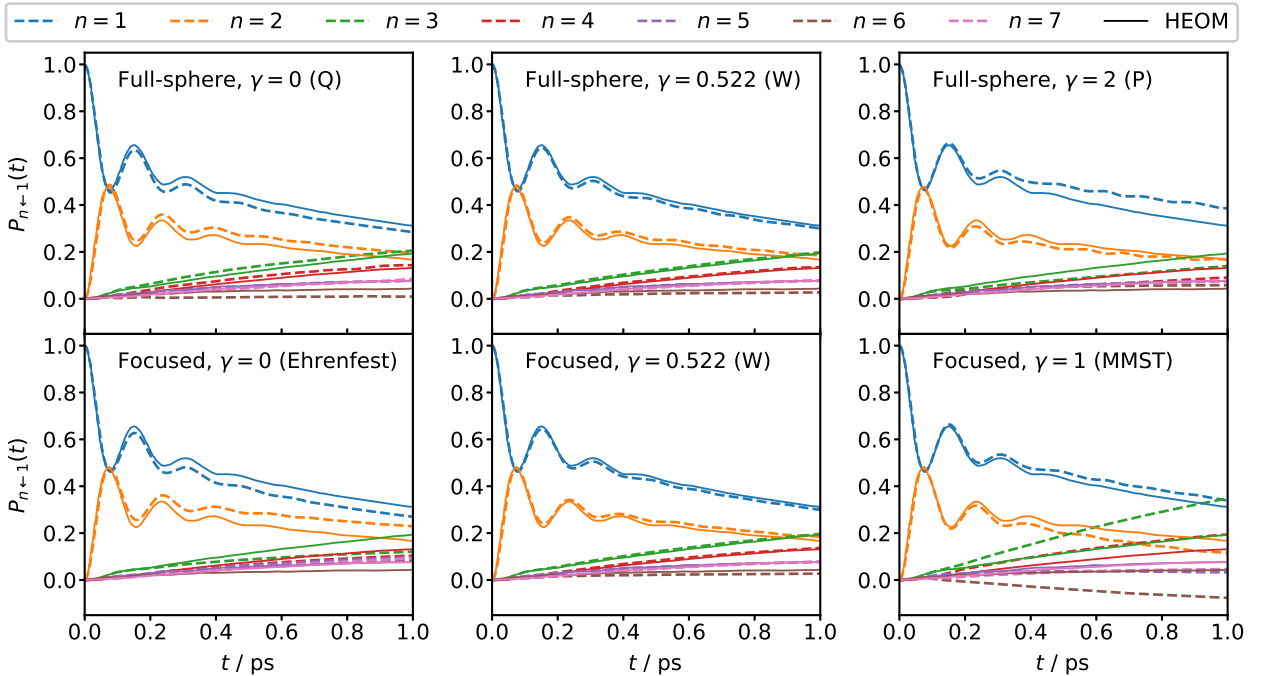 n = 1 n = 2 n = 3 n = 4 n = 5 n = 6 n = 7 HEOM
Full-sphere, γ = 0 (Q)
Full-sphere, γ = 0.522 (W)
Full-sphere, γ = 2 (P)
1.0
0.8
0.6
0.4
0.2
0.0
Pn←1(t)
Focused, γ = 0 (Ehrenfest)
Focused, γ = 0.522 (W)
Focused, γ = 1 (MMST)
1.0
0.8
0.6
0.4
0.2
0.0
Pn←1(t)
0.0 0.2 0.4 0.6 0.8 1.0
0.0 0.2 0.4 0.6 0.8 1.0
0.0 0.2 0.4 0.6 0.8 1.0
t / ps
t / ps
t / ps